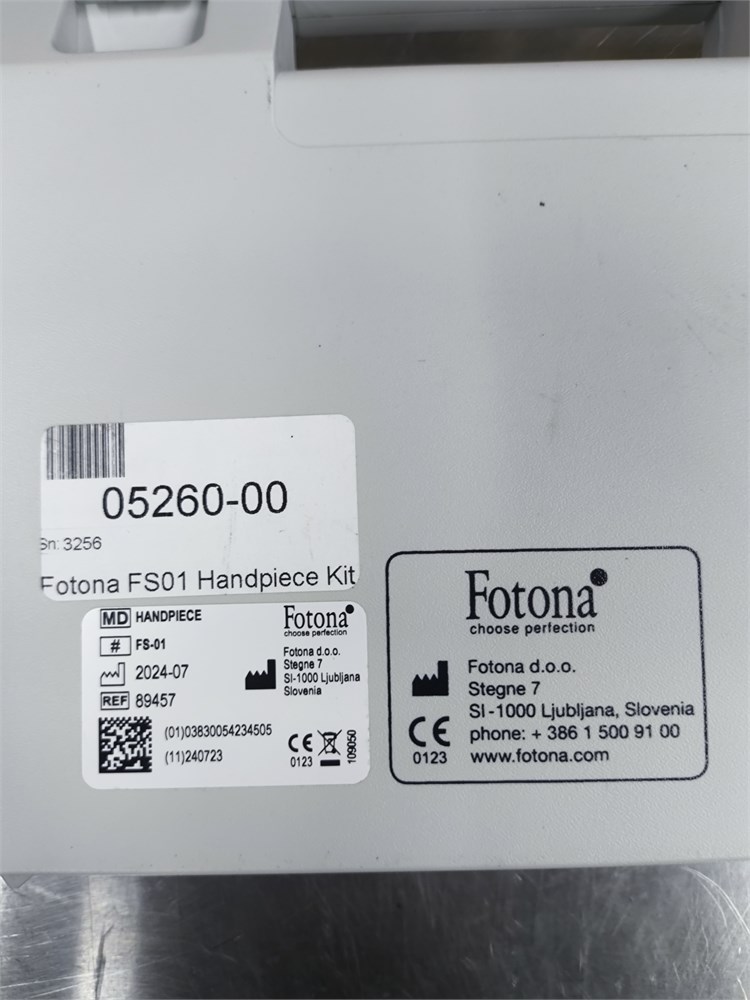 05260-00
Sn: 3256
Fotona FS01 Handpiece Kit
MD HANDPIECE
# FS-01
2024-07
REF 89457
(01)03830054234505
(11)240723
Fotona
choose perfection
Fotona d.o.o.
Stegne 7
SI-1000 Ljubljana
Slovenia
CE
0123
109050
Fotona
choose perfection
Fotona d.o.o.
Stegne 7
SI-1000 Ljubljana, Slovenia
phone: + 386 1 500 91 00
www.fotona.com
CE
0123